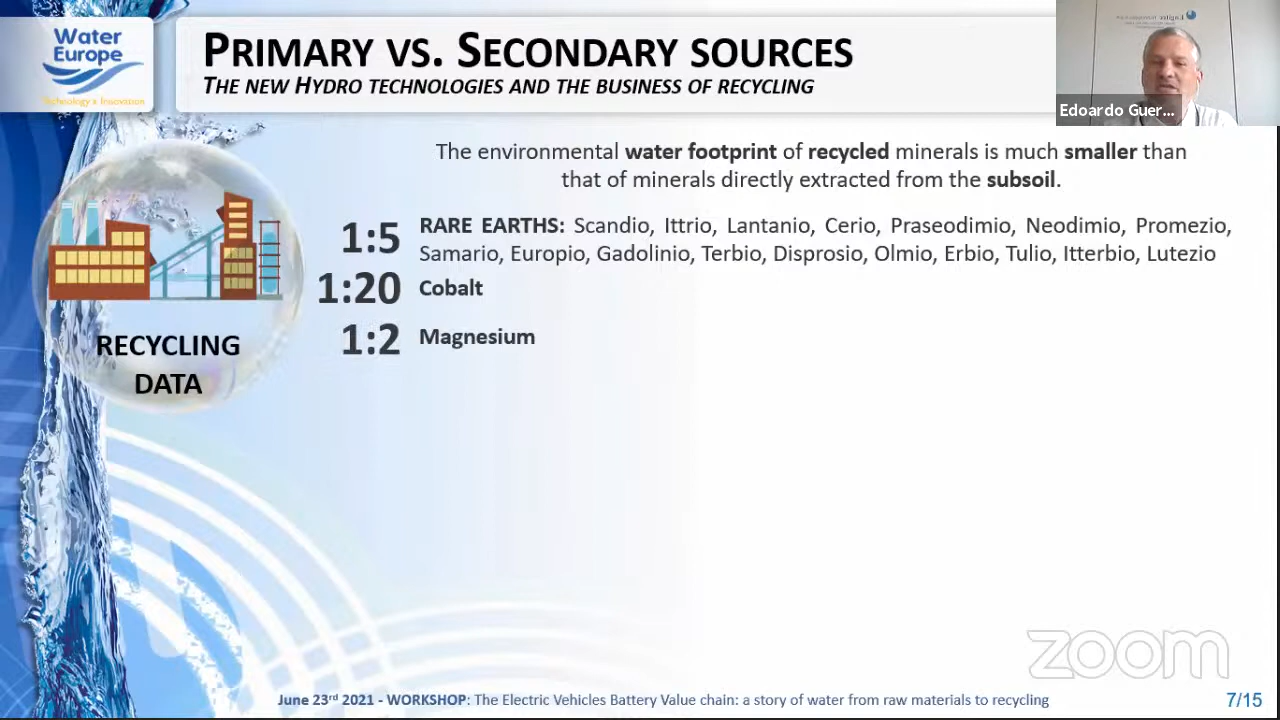 Water
Europe
Technology & Innovation
PRIMARY VS. SECONDARY SOURCES
THE NEW HYDRO TECHNOLOGIES AND THE BUSINESS OF RECYCLING
Edoardo Guer...
The environmental water footprint of recycled minerals is much smaller than
that of minerals directly extracted from the subsoil.
1:5 RARE EARTHS: Scandio, Ittrio, Lantanio, Cerio, Praseodimio, Neodimio, Promezio,
Samario, Europio, Gadolinio, Terbio, Disprosio, Olmio, Erbio, Tulio, Itterbio, Lutezio
1:20 Cobalt
1:2 Magnesium
RECYCLING
DATA
zoom
June 23rd 2021 - WORKSHOP: The Electric Vehicles Battery Value chain: a story of water from raw materials to recycling
7/15